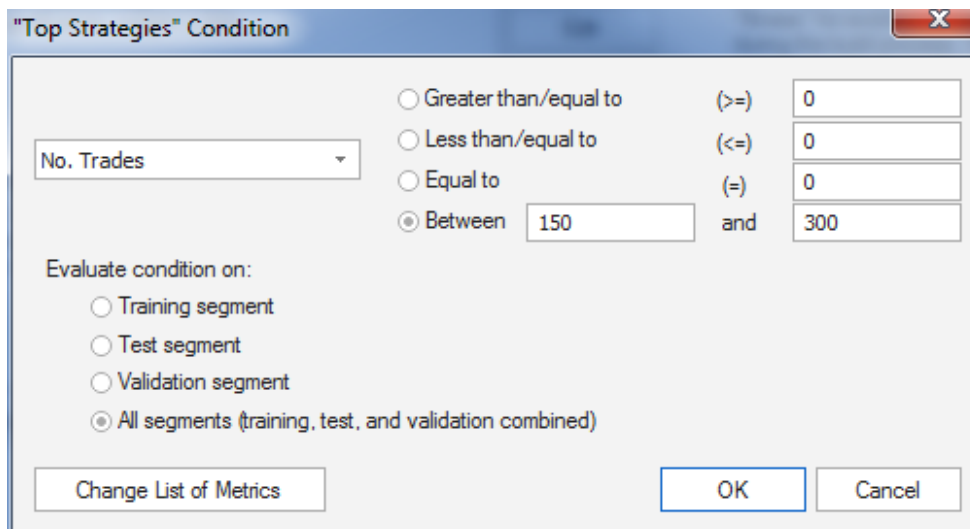 "Top Strategies" Condition
X
Greater than/equal to (>=) 0
Less than/equal to (<=) 0
No. Trades
Equal to (=) 0
Between 150 and 300
Evaluate condition on:
Training segment
Test segment
Validation segment
All segments (training, test, and validation combined)
Change List of Metrics OK Cancel